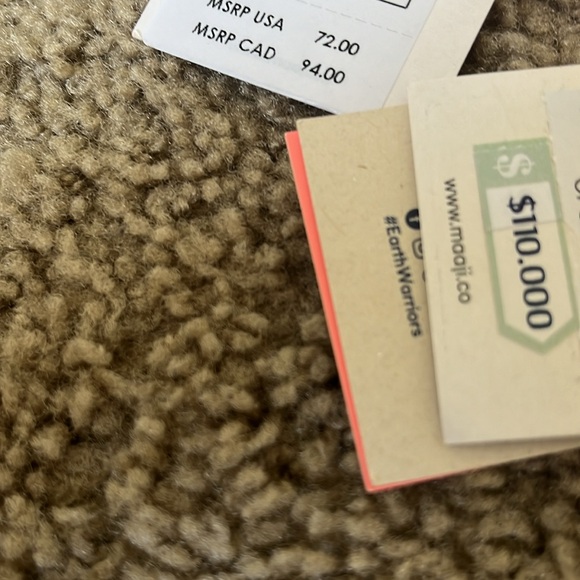 MSRP USA 72.00
MSRP CAD 94.00
#EarthWarriors
www.maaji.co
$
$110.000